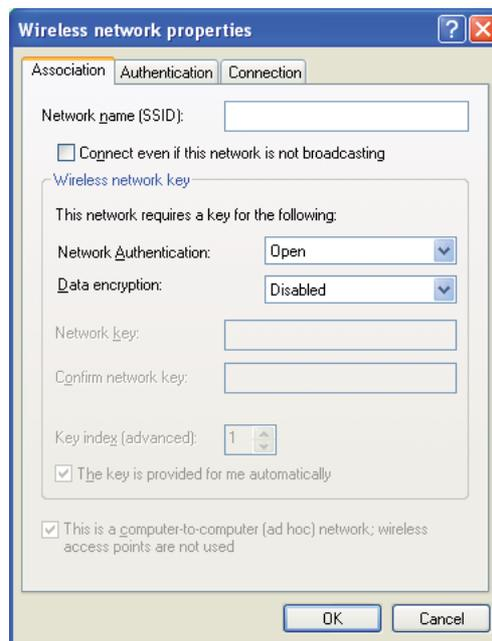 Wireless network properties
Association
Authentication
Connection
Network name (SSID):
Connect even if this network is not broadcasting
Wireless network key
This network requires a key for the following:
Network Authentication:
Open
Data encryption:
Disabled
Network key:
Confirm network key:
Key index (advanced):
1
The key is provided for me automatically
This is a computer-to-computer (ad hoc) network; wireless
access points are not used
OK
Cancel